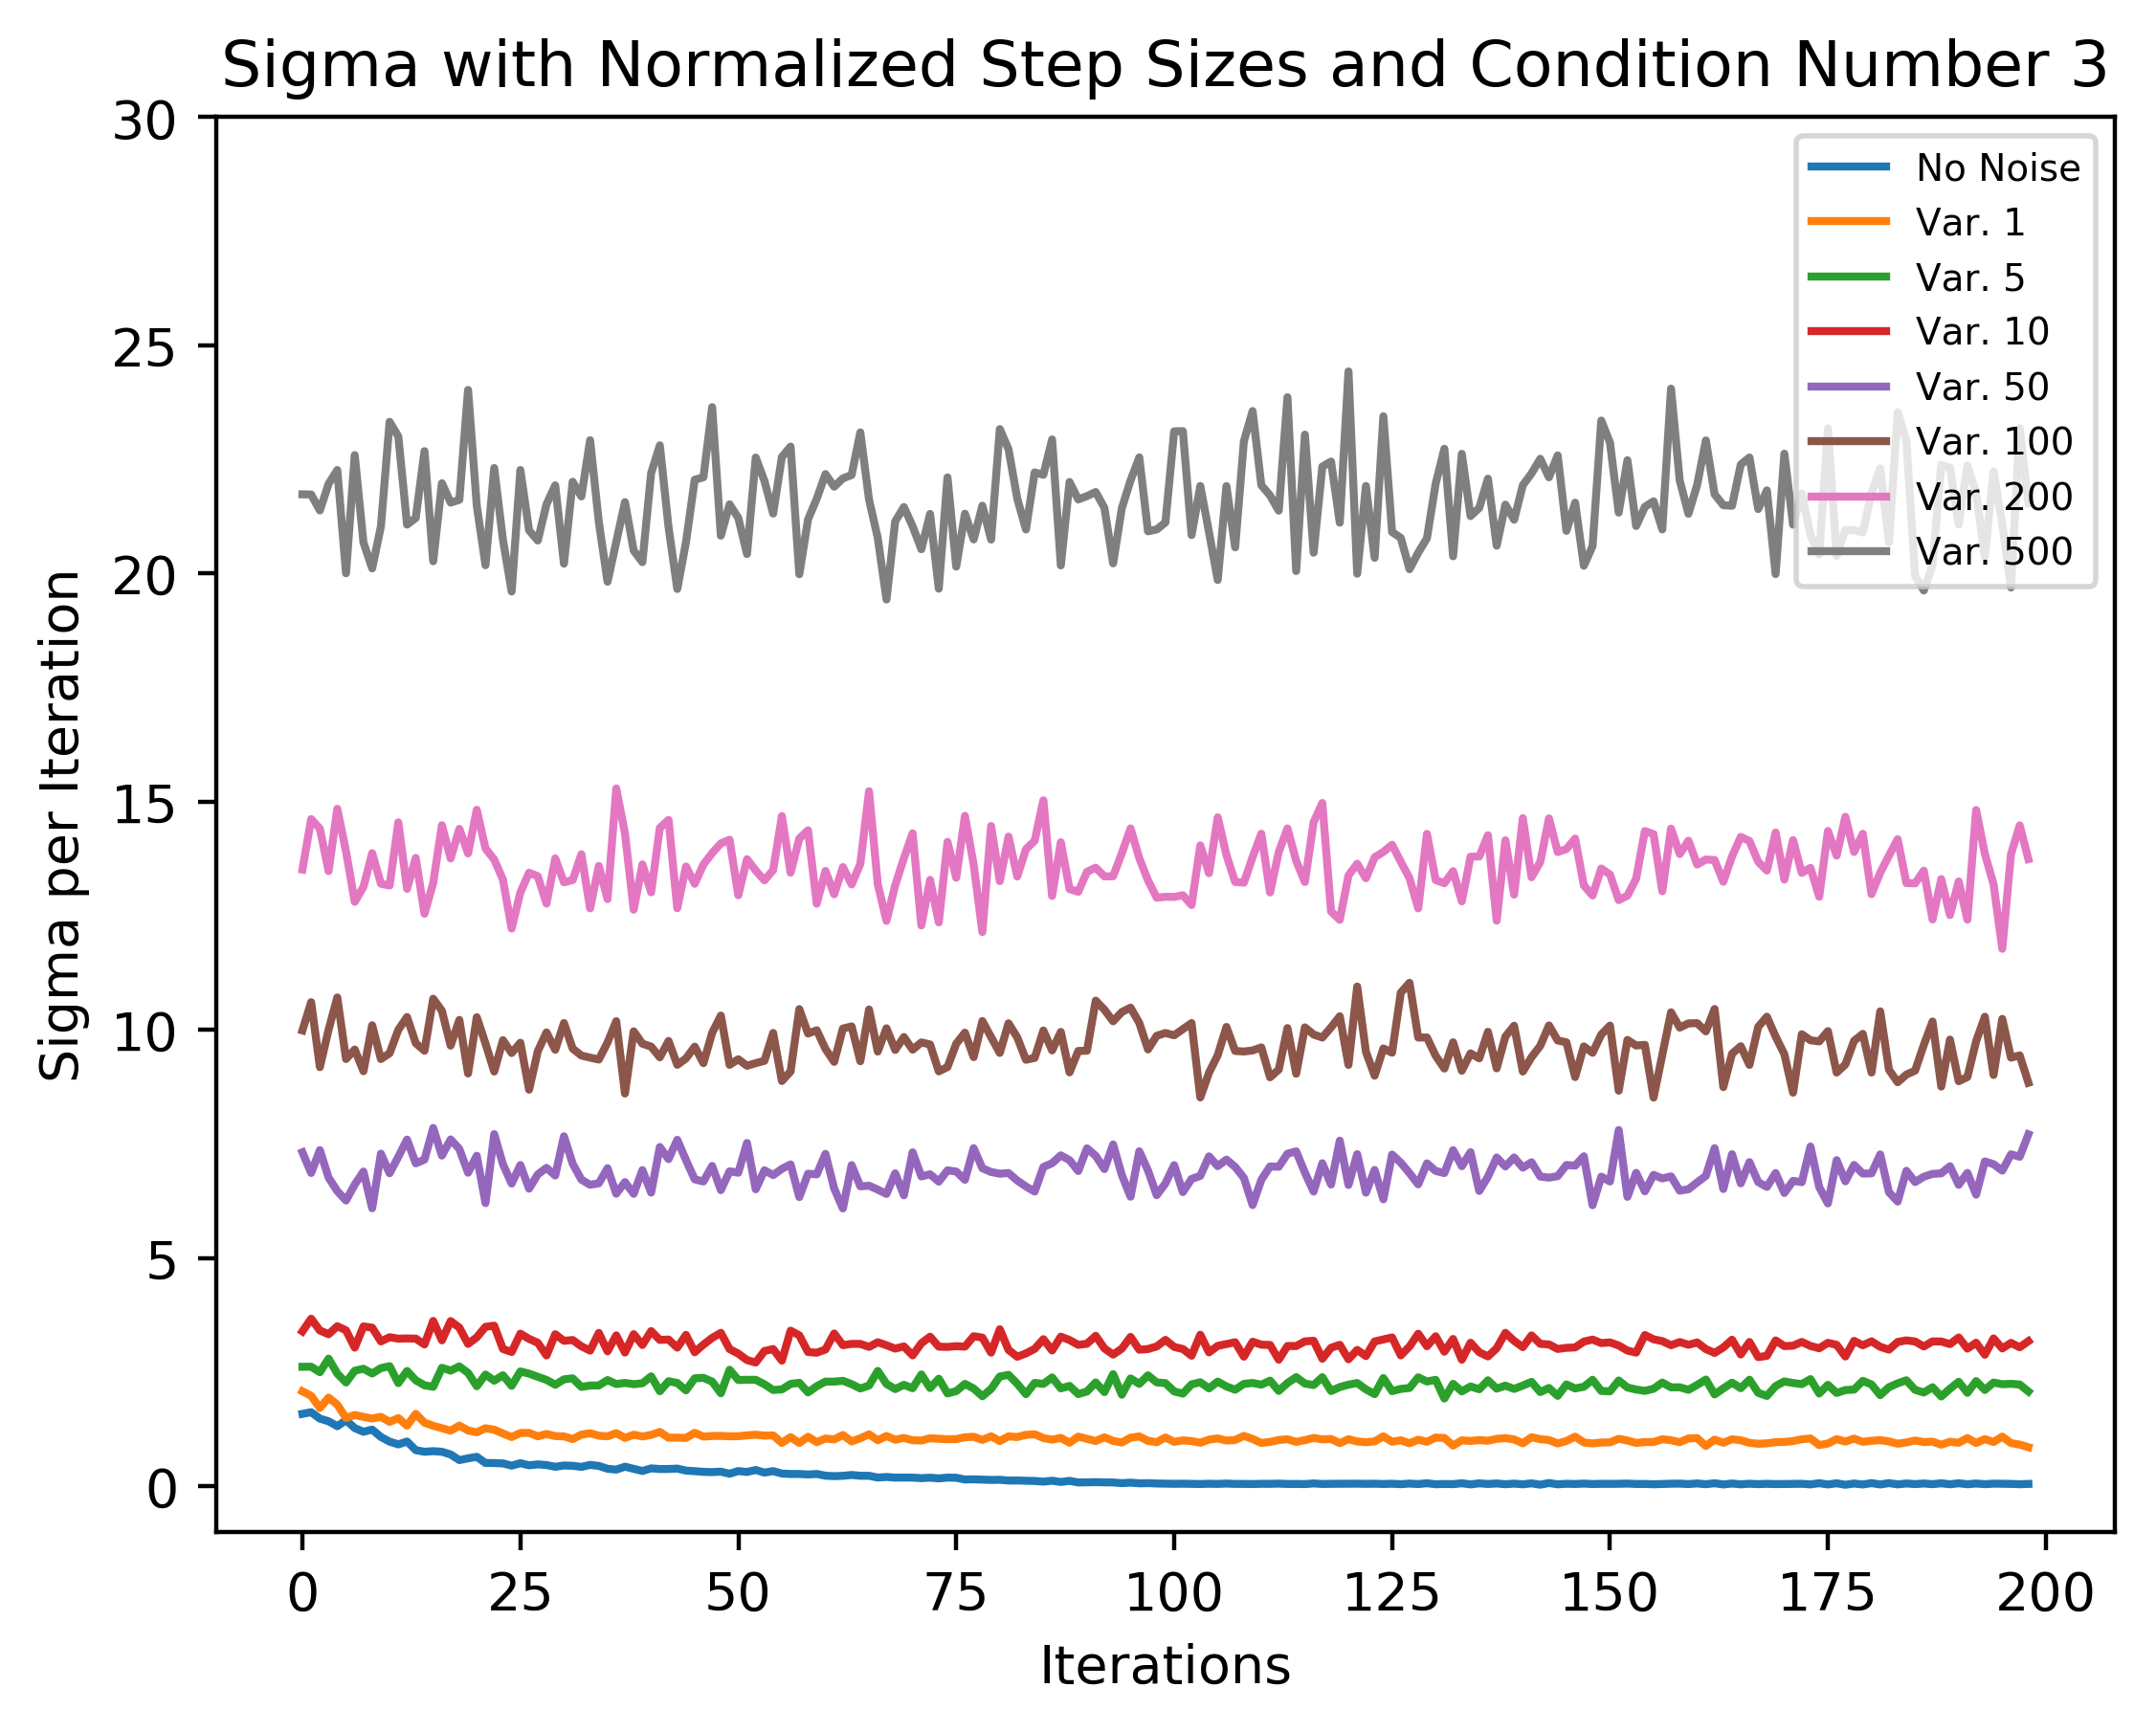 Sigma with Normalized Step Sizes and Condition Number 3
30
25
20
15
10
5
0
Sigma per Iteration
No Noise
Var. 1
Var. 5
Var. 10
Var. 50
Var. 100
Var. 200
Var. 500
0 25 50 75 100 125 150 175 200
Iterations